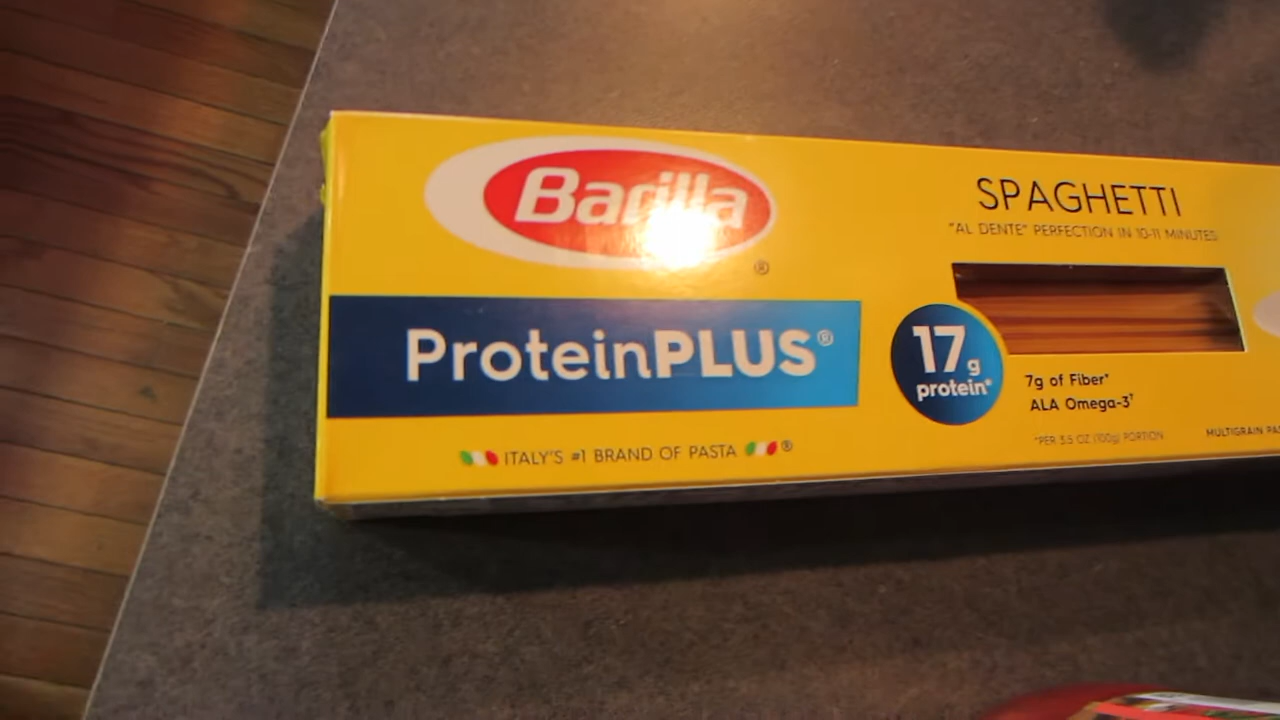 Barilla
®
ProteinPLUS®
ITALY'S #1 BRAND OF PASTA ®
SPAGHETTI
"AL DENTE" PERFECTION IN 10-11 MINUTES
17g
protein*
7g of Fiber*
ALA Omega-3†
*PER 3.5 OZ (100g) PORTION
MULTIGRAIN